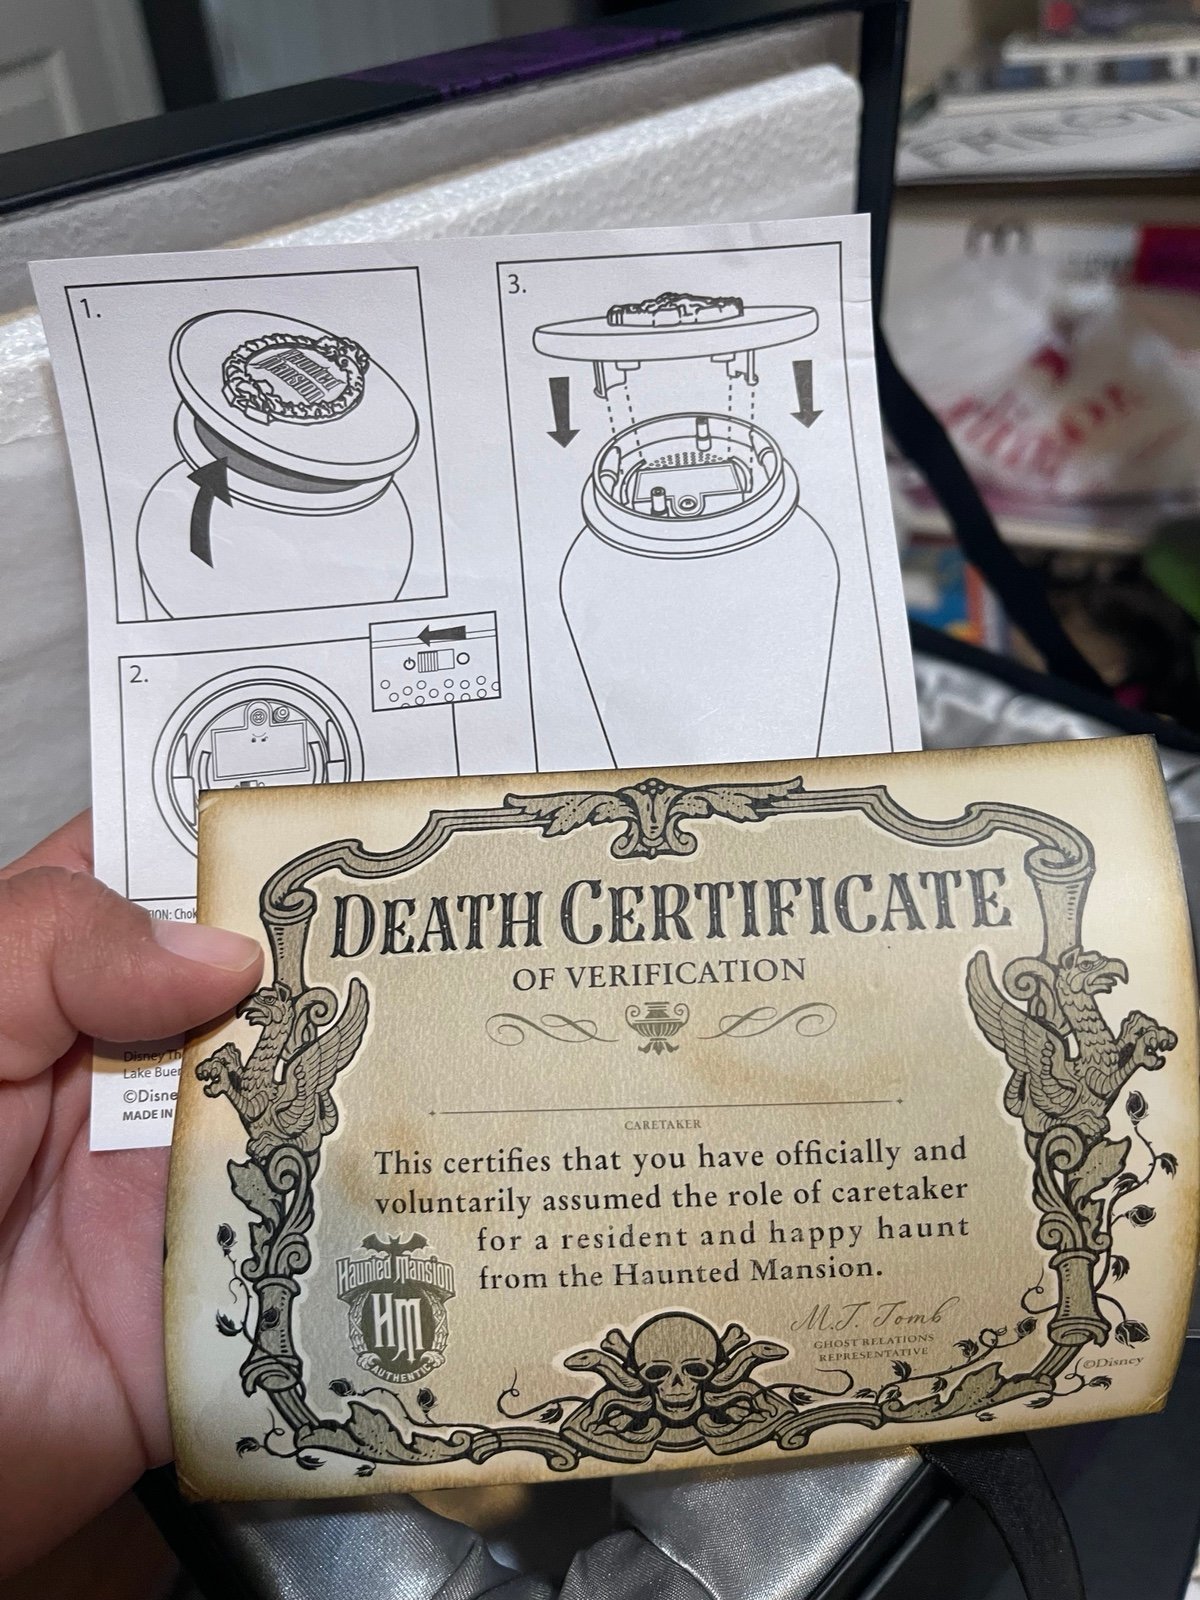 1.
HAUNTED
MANSION
3.
2.
DEATH CERTIFICATE
OF VERIFICATION
CARETAKER
This certifies that you have officially and
voluntarily assumed the role of caretaker
for a resident and happy haunt
from the Haunted Mansion.
Haunted Mansion
HM
AUTHENTIC
M.T. Tomb
GHOST RELATIONS
REPRESENTATIVE
©Disney
Disney
Lake
©Disne
MADE IN